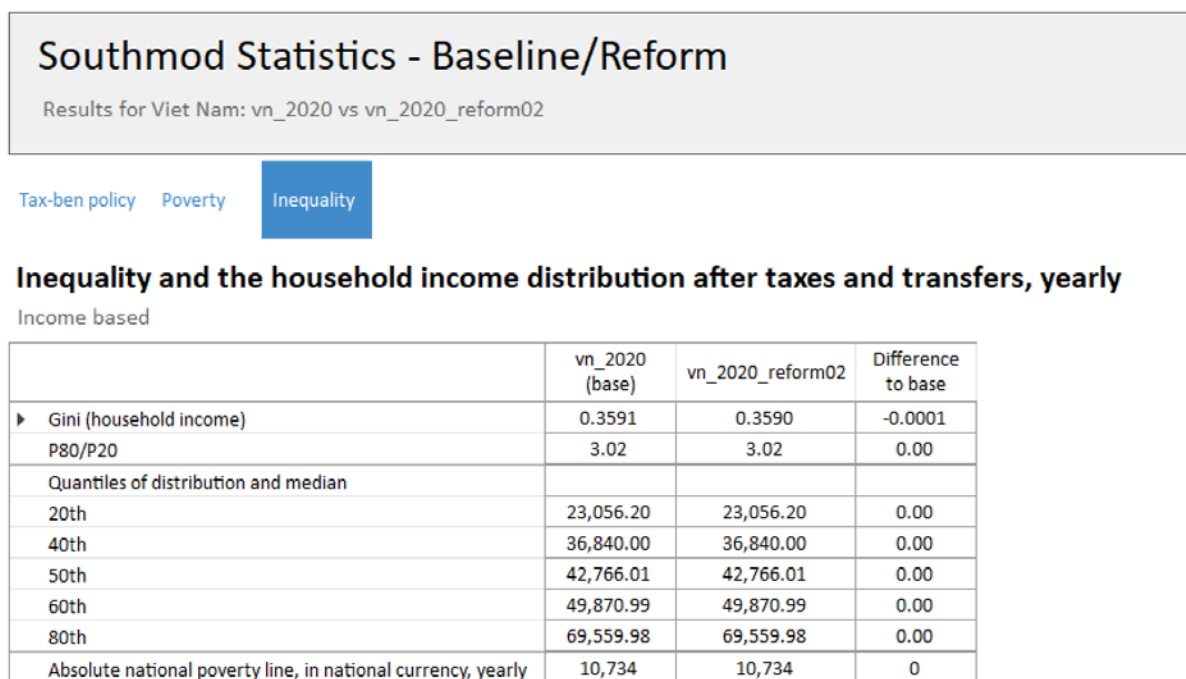 Southmod Statistics - Baseline/Reform
Results for Viet Nam: vn_2020 vs vn_2020_reform02
Tax-ben policy Poverty Inequality
Inequality and the household income distribution after taxes and transfers, yearly
Income based
vn_2020 (base) vn_2020_reform02 Difference to base
Gini (household income) 0.3591 0.3590 -0.0001
P80/P20 3.02 3.02 0.00
Quantiles of distribution and median
20th 23,056.20 23,056.20 0.00
40th 36,840.00 36,840.00 0.00
50th 42,766.01 42,766.01 0.00
60th 49,870.99 49,870.99 0.00
80th 69,559.98 69,559.98 0.00
Absolute national poverty line, in national currency, yearly 10,734 10,734 0